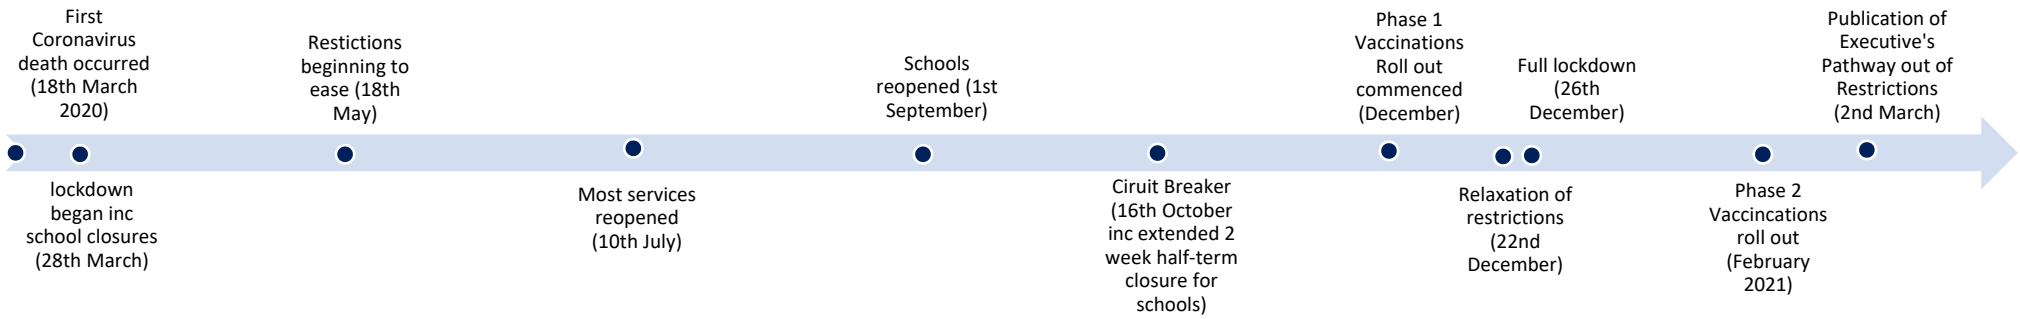 First
Coronavirus
death occurred
(18th March
2020)
lockdown
began inc
school closures
(28th March)
Restictions
beginning to
ease (18th
May)
Most services
reopened
(10th July)
Schools
reopened (1st
September)
Ciruit Breaker
(16th October
inc extended 2
week half-term
closure for
schools)
Phase 1
Vaccinations
Roll out
commenced
(December)
Relaxation of
restrictions
(22nd
December)
Full lockdown
(26th
December)
Phase 2
Vaccincations
roll out
(February
2021)
Publication of
Executive's
Pathway out of
Restrictions
(2nd March)